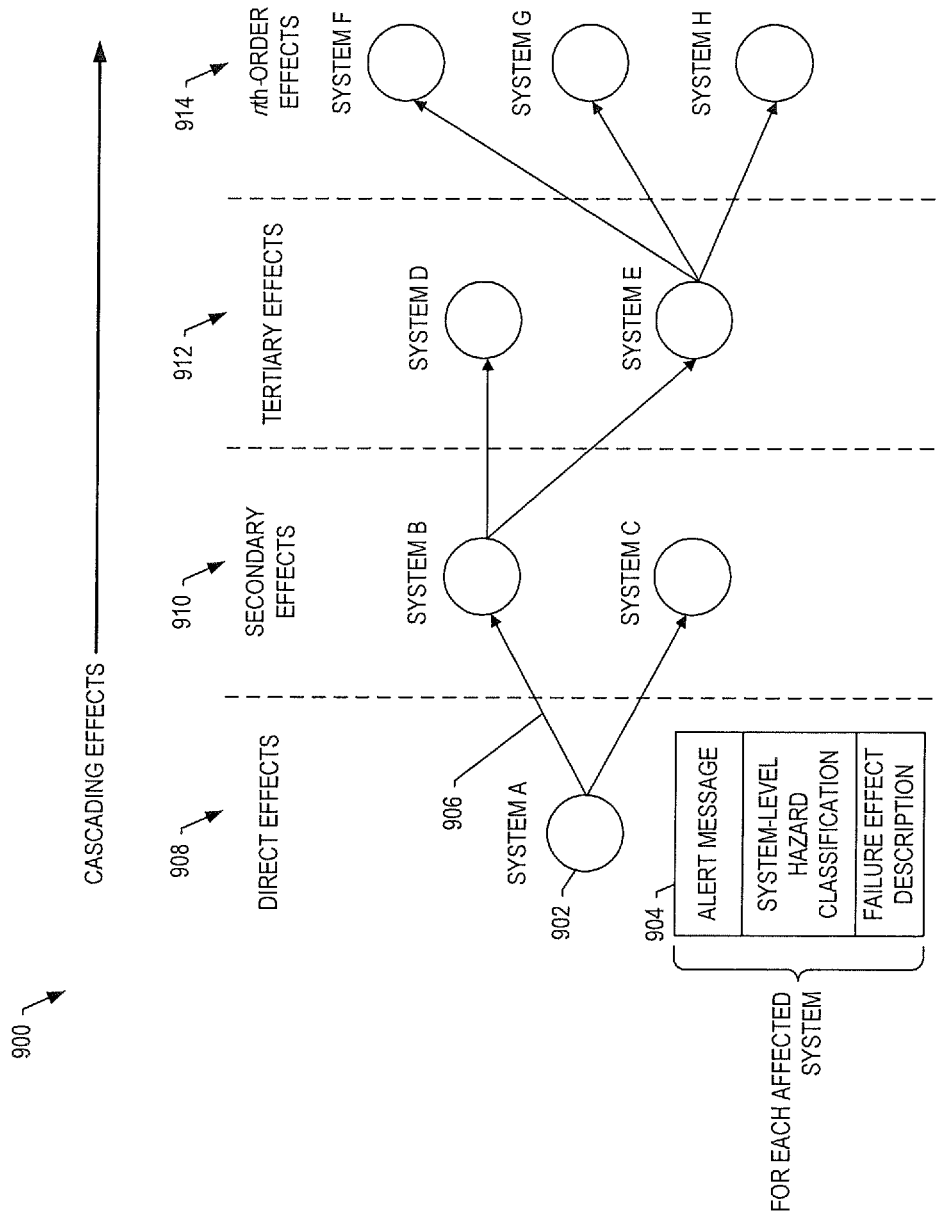 900
CASCADING EFFECTS
908
910
912
914
DIRECT EFFECTS
SECONDARY
EFFECTS
TERTIARY EFFECTS
nth-ORDER
EFFECTS
SYSTEM A
902
906
SYSTEM B
SYSTEM C
SYSTEM D
SYSTEM E
SYSTEM F
SYSTEM G
SYSTEM H
904
ALERT MESSAGE
SYSTEM-LEVEL
HAZARD
CLASSIFICATION
FAILURE EFFECT
DESCRIPTION
FOR EACH AFFECTED
SYSTEM